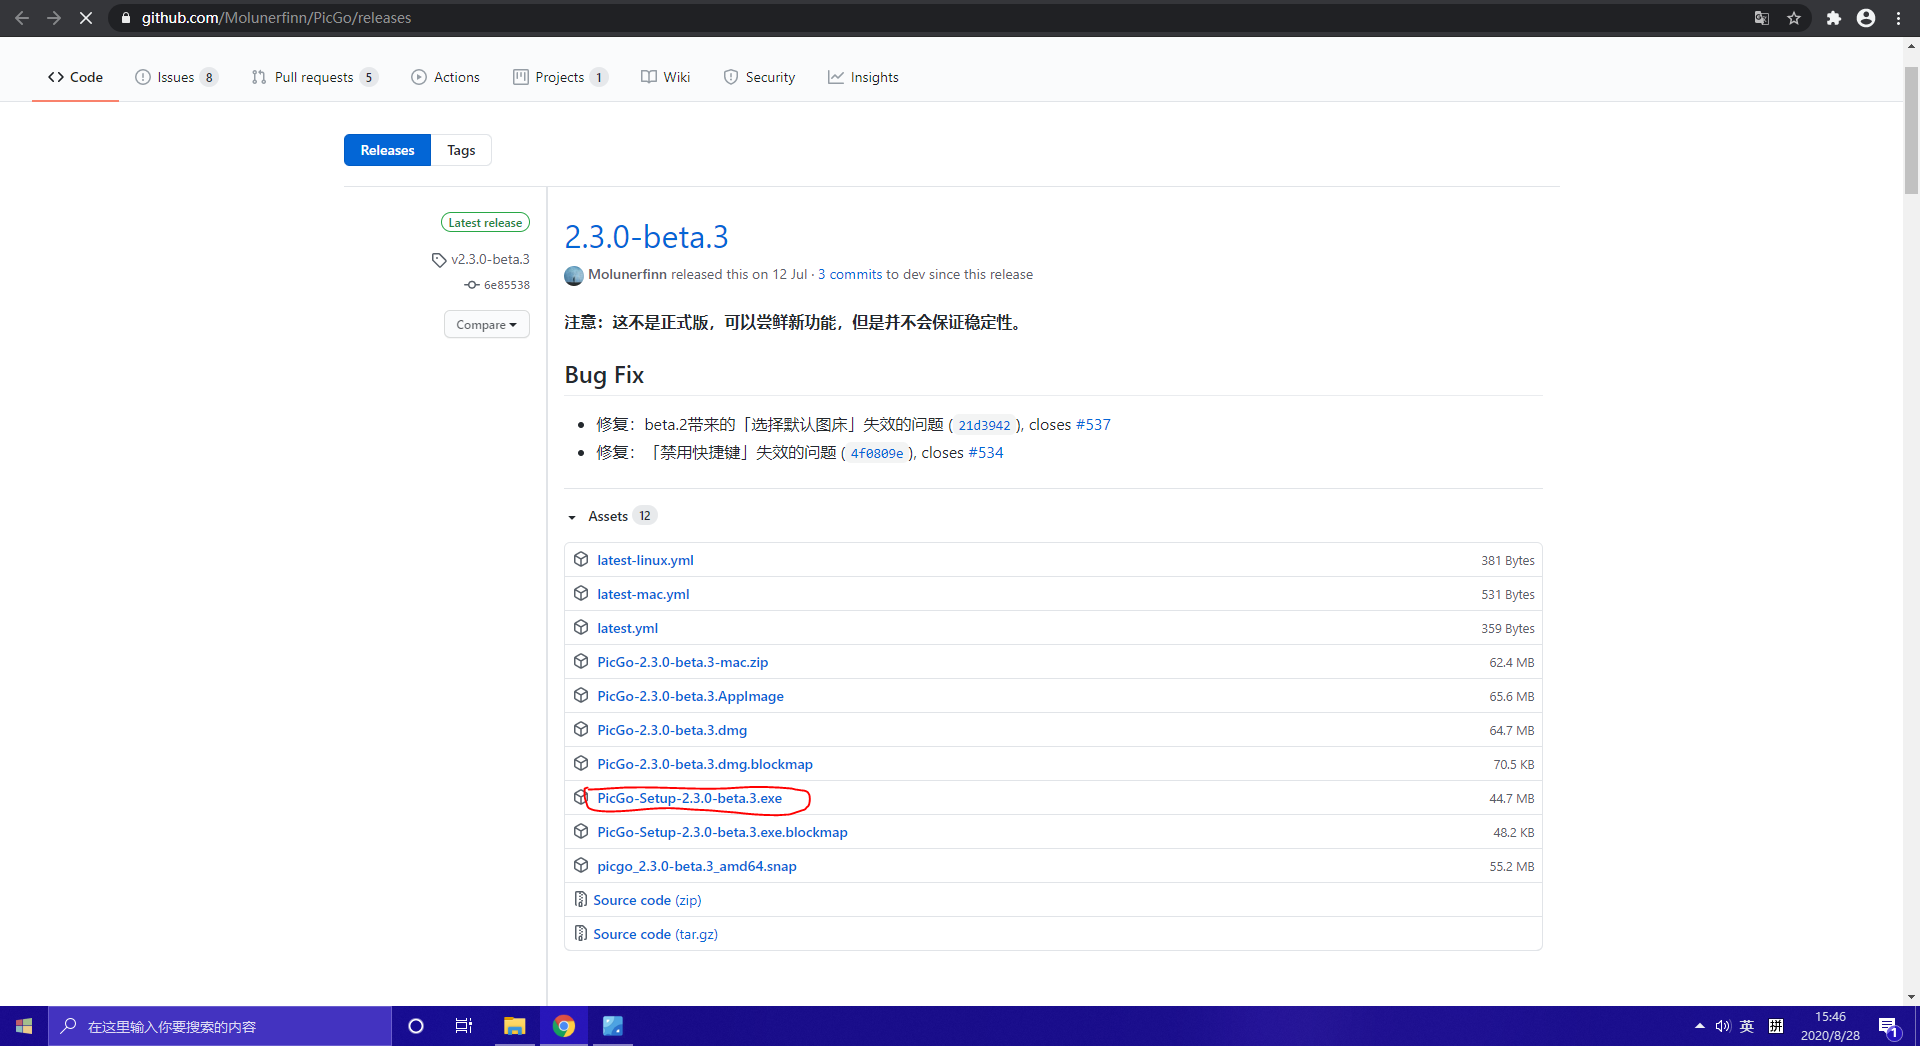 github.com/Molunerfinn/PicGo/releases
Code
Issues 8
Pull requests 5
Actions
Projects 1
Wiki
Security
Insights
Releases
Tags
Latest release
v2.3.0-beta.3
6e85538
Compare
2.3.0-beta.3
Molunerfinn released this on 12 Jul · 3 commits to dev since this release
注意：这不是正式版，可以尝鲜新功能，但是并不会保证稳定性。
Bug Fix
修复：beta.2带来的「选择默认图床」失效的问题 ( 21d3942 ), closes #537
修复：「禁用快捷键」失效的问题 ( 4f0809e ), closes #534
Assets 12
latest-linux.yml 381 Bytes
latest-mac.yml 531 Bytes
latest.yml 359 Bytes
PicGo-2.3.0-beta.3-mac.zip 62.4 MB
PicGo-2.3.0-beta.3.AppImage 65.6 MB
PicGo-2.3.0-beta.3.dmg 64.7 MB
PicGo-2.3.0-beta.3.dmg.blockmap 70.5 KB
PicGo-Setup-2.3.0-beta.3.exe 44.7 MB
PicGo-Setup-2.3.0-beta.3.exe.blockmap 48.2 KB
picgo_2.3.0-beta.3_amd64.snap 55.2 MB
Source code (zip)
Source code (tar.gz)
在这里输入你要搜索的内容
英
拼
15:46
2020/8/28
1